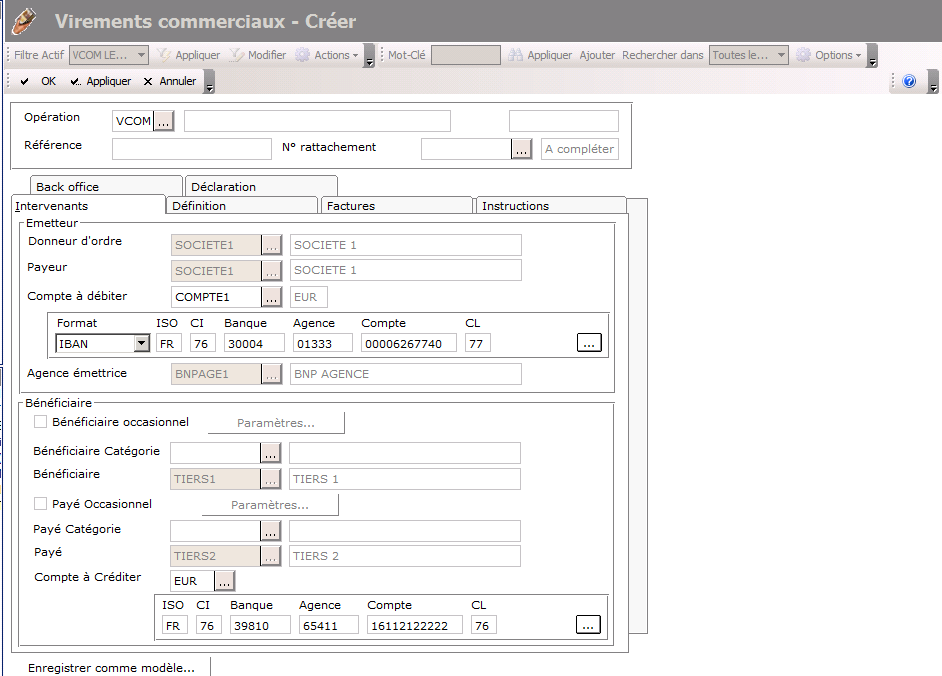 Virements commerciaux - Créer
Filtre Actif VCOM LE... Appliquer Modifier Actions Mot-Clé Appliquer Ajouter Rechercher dans Toutes le... Options
OK Appliquer Annuler
Opération VCOM ...
Référence N° rattachement ... A compléter
Back office Déclaration
Intervenants Définition Factures Instructions
Emetteur
Donneur d'ordre SOCIETE1 ... SOCIETE 1
Payeur SOCIETE1 ... SOCIETE 1
Compte à débiter COMPTE1 ... EUR
Format ISO CI Banque Agence Compte CL
IBAN FR 76 30004 01333 00006267740 77 ...
Agence émettrice BNPAGE1 ... BNP AGENCE
Bénéficiaire
Bénéficiaire occasionnel Paramètres...
Bénéficiaire Catégorie ...
Bénéficiaire TIERS1 ... TIERS 1
Payé Occasionnel Paramètres...
Payé Catégorie ...
Payé TIERS2 ... TIERS 2
Compte à Créditer EUR ...
ISO CI Banque Agence Compte CL
FR 76 39810 65411 16112122222 76 ...
Enregistrer comme modèle...